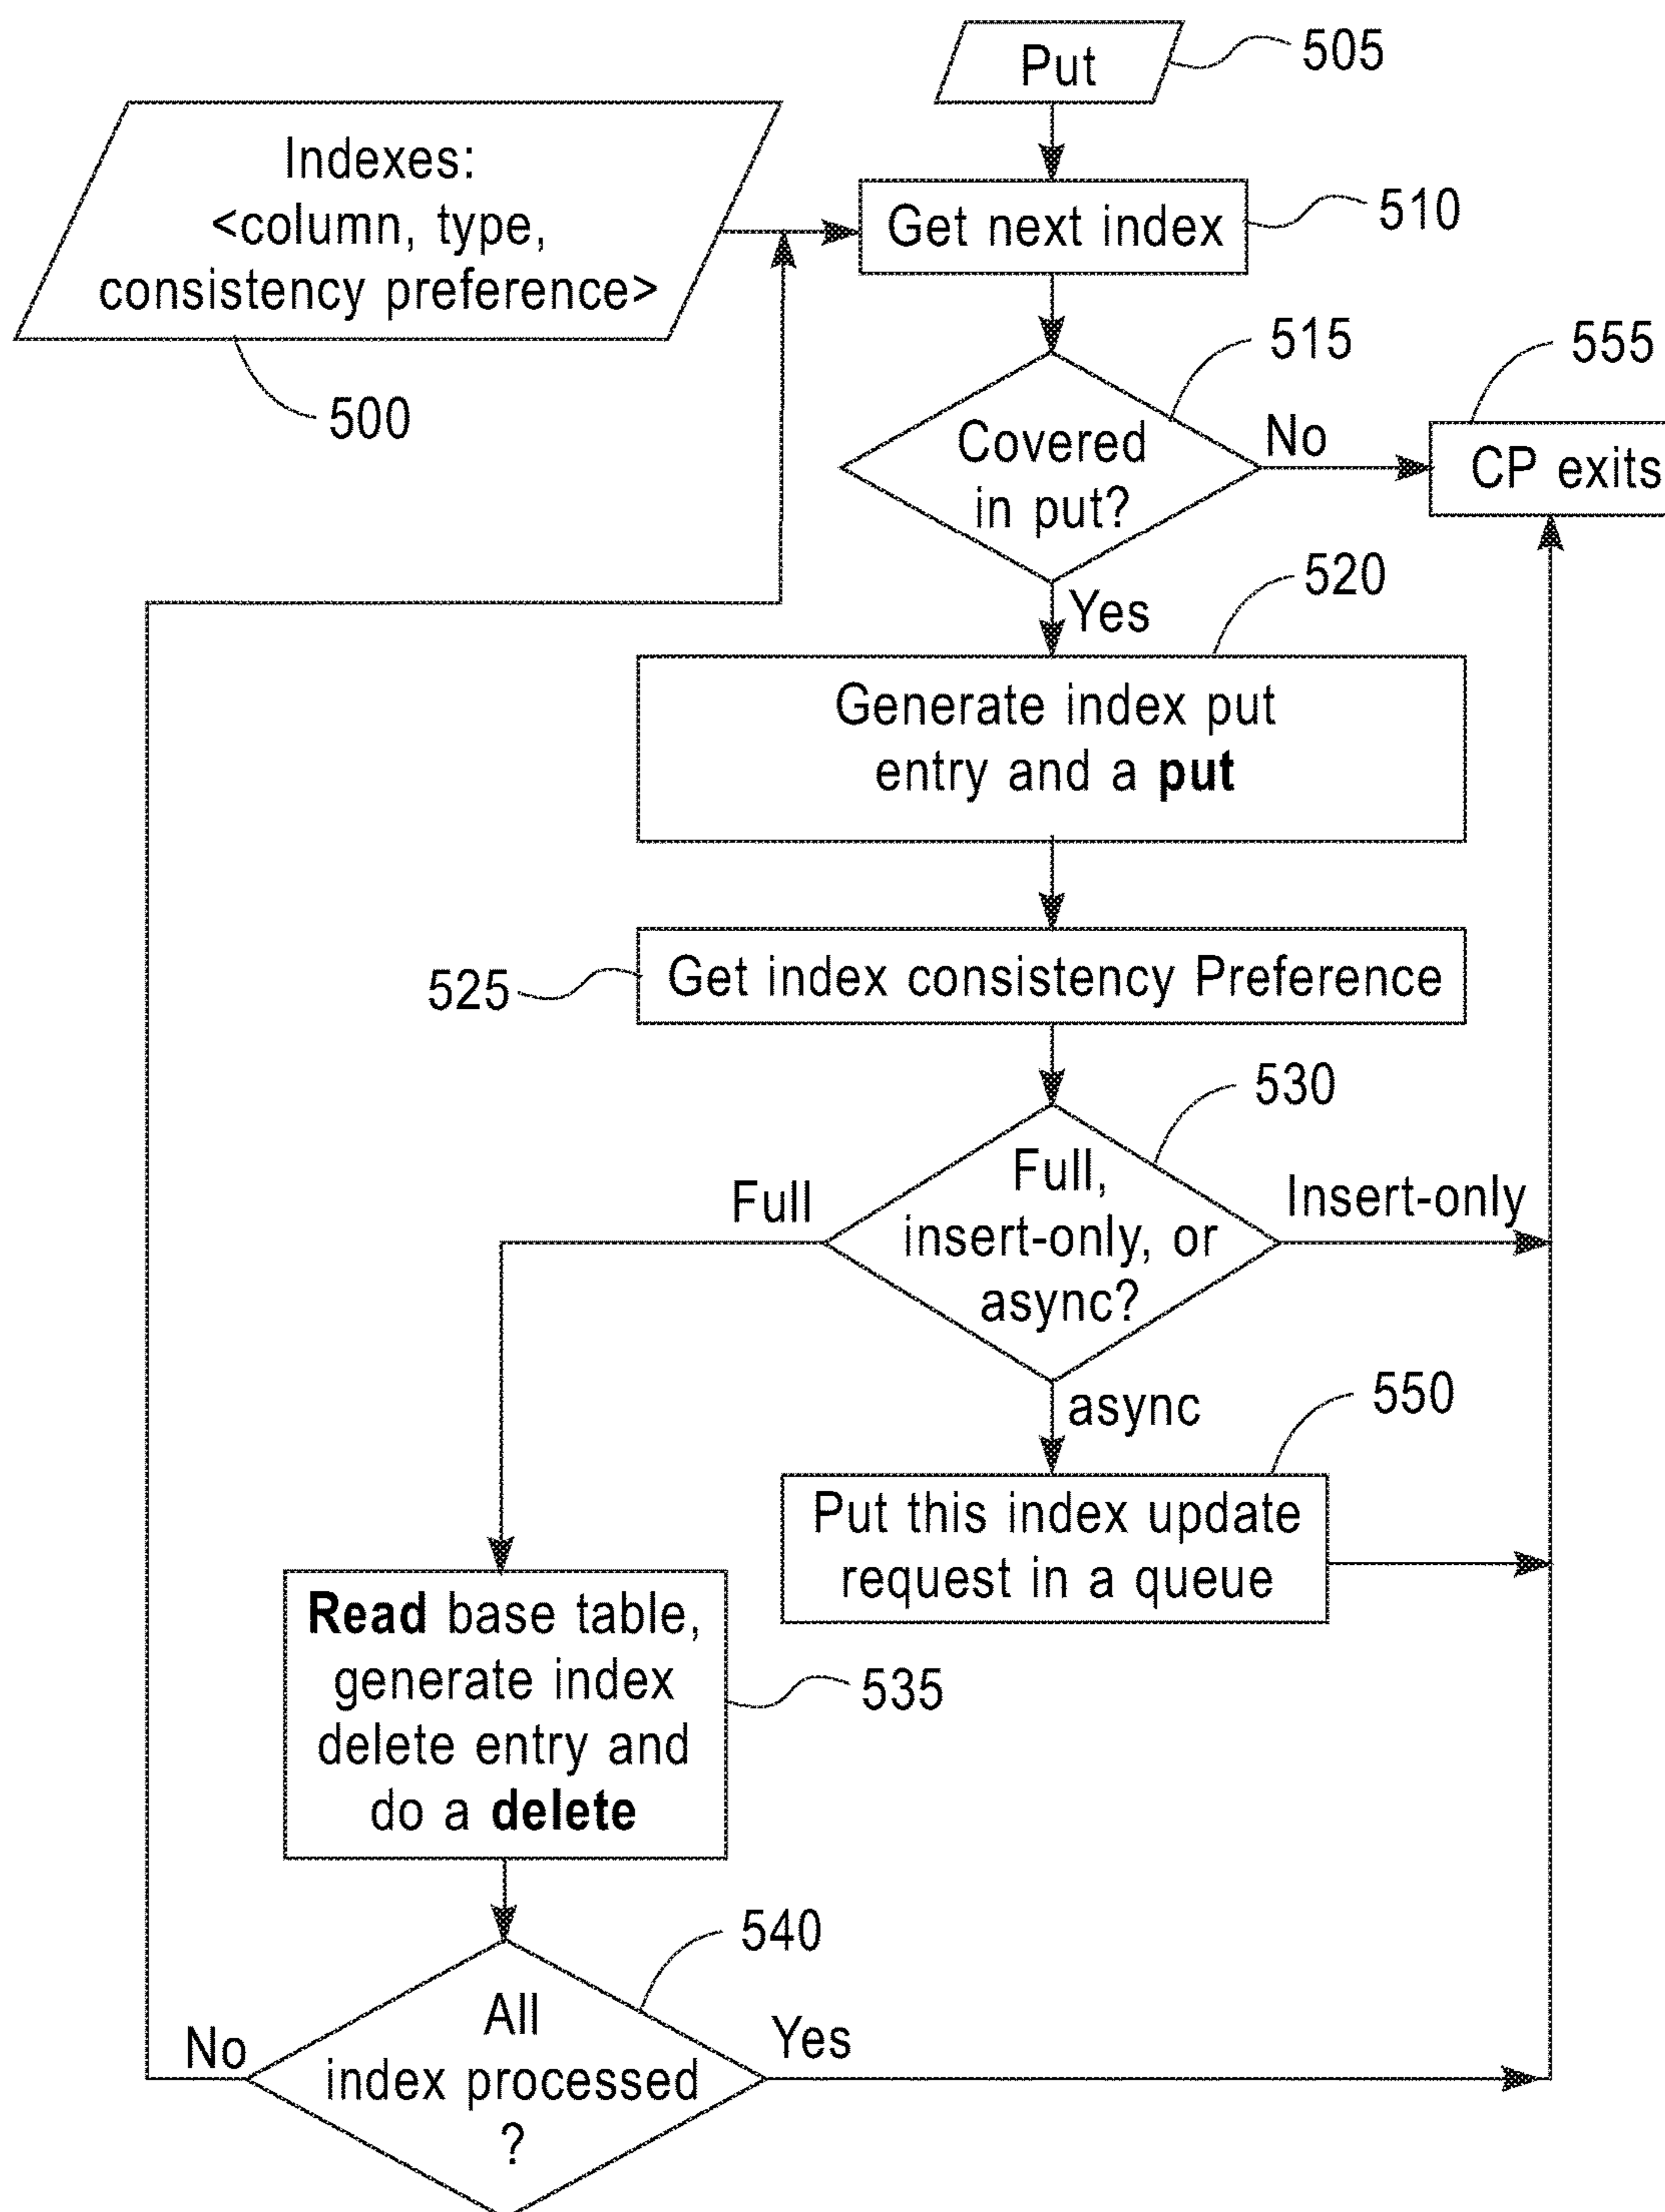 Put
505
Indexes:
<column, type,
consistency preference>
500
Get next index
510
515
Covered
in put?
No
555
CP exits
Yes
520
Generate index put
entry and a put
525
Get index consistency Preference
530
Full,
insert-only, or
async?
Full
Insert-only
async
550
Put this index update
request in a queue
Read base table,
generate index
delete entry and
do a delete
535
540
All
index processed
?
No
Yes